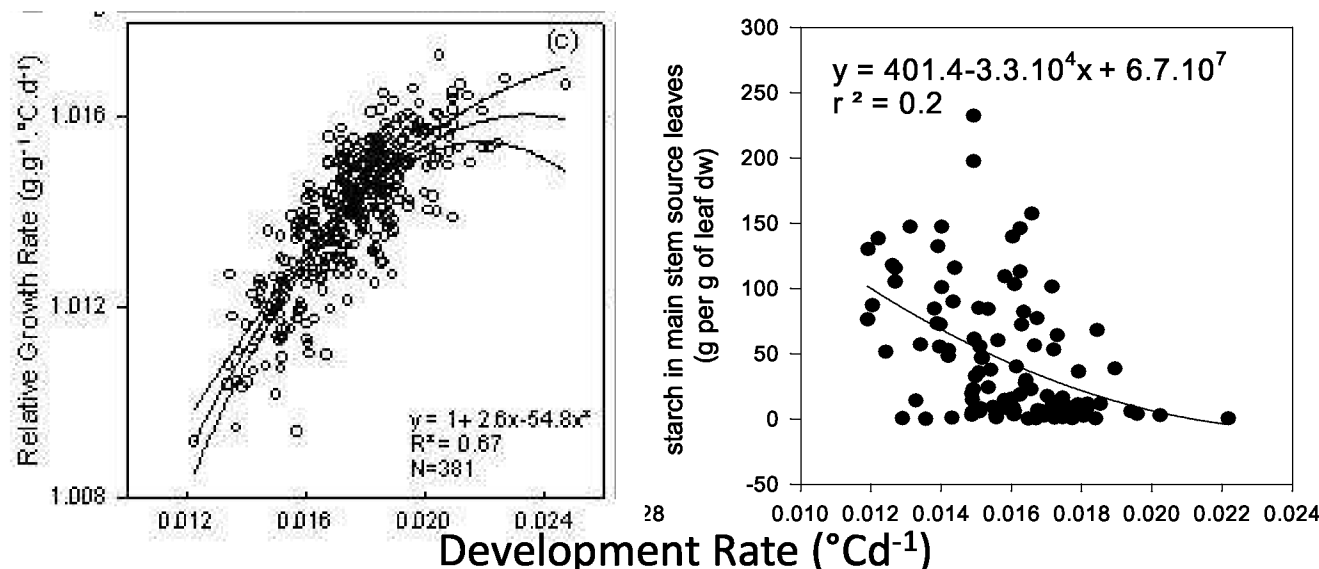 (c)
Relative Growth Rate (g.g⁻¹.°C.d⁻¹)
1.016
1.012
1.008
y = 1+ 2.6x-54.8x²
R² = 0.67
N=381
0.012 0.016 0.020 0.024
28
y = 401.4-3.3.10⁴x + 6.7.10⁷
r ² = 0.2
starch in main stem source leaves
(g per g of leaf dw)
300
250
200
150
100
50
0
-50
0.010 0.012 0.014 0.016 0.018 0.020 0.022 0.024
Development Rate (°Cd⁻¹)